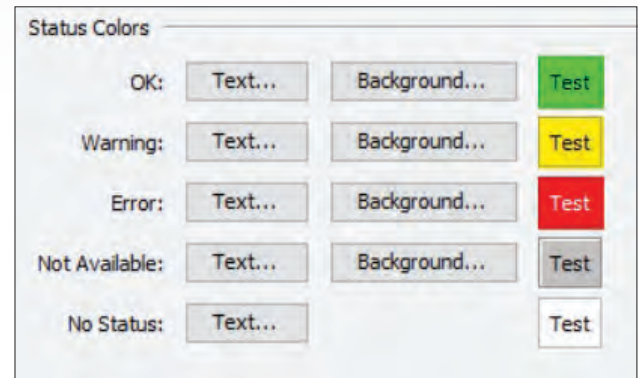 Status Colors
OK: Text... Background... Test
Warning: Text... Background... Test
Error: Text... Background... Test
Not Available: Text... Background... Test
No Status: Text... Test